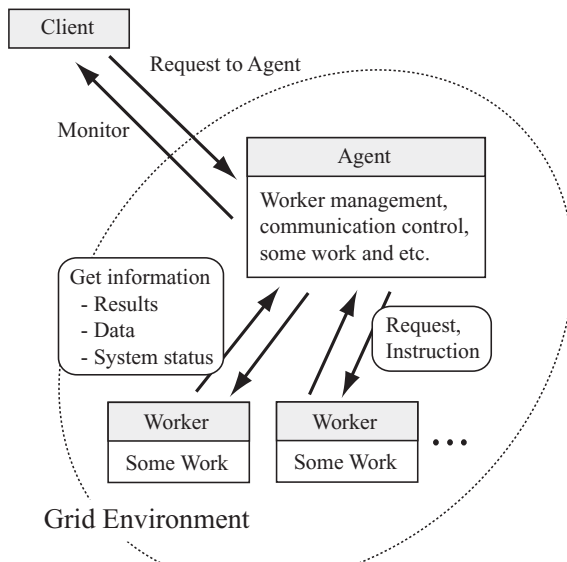 Client
Request to Agent
Monitor
Agent
Worker management,
communication control,
some work and etc.
Get information
- Results
- Data
- System status
Request,
Instruction
Worker
Some Work
Worker
Some Work
...
Grid Environment